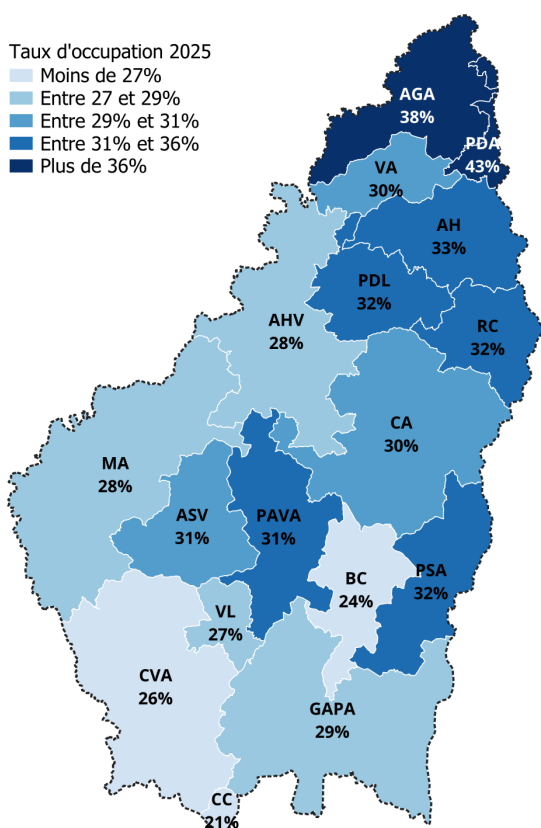 Taux d'occupation 2025
Moins de 27%
Entre 27 et 29%
Entre 29% et 31%
Entre 31% et 36%
Plus de 36%
AGA
38%
PDA
43%
VA
30%
AH
33%
PDL
32%
RC
32%
AHV
28%
CA
30%
MA
28%
ASV
31%
PAVA
31%
BC
24%
PSA
32%
VL
27%
CVA
26%
GAPA
29%
CC
21%